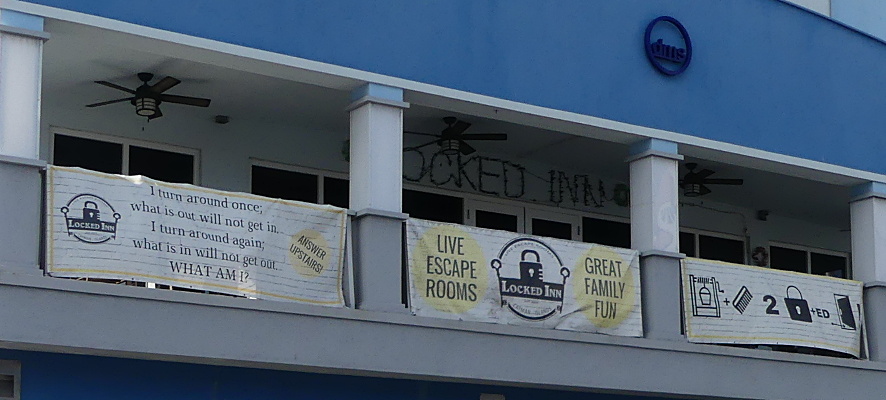 dms
LOCKED INN
I turn around once;
what is out will not get in.
I turn around again;
what is in will not get out.
WHAT AM I?
ANSWER
UPSTAIRS!
LOCKED INN
LIVE
ESCAPE
ROOMS
LOCKED INN
GREAT
FAMILY
FUN
+
2
+ED